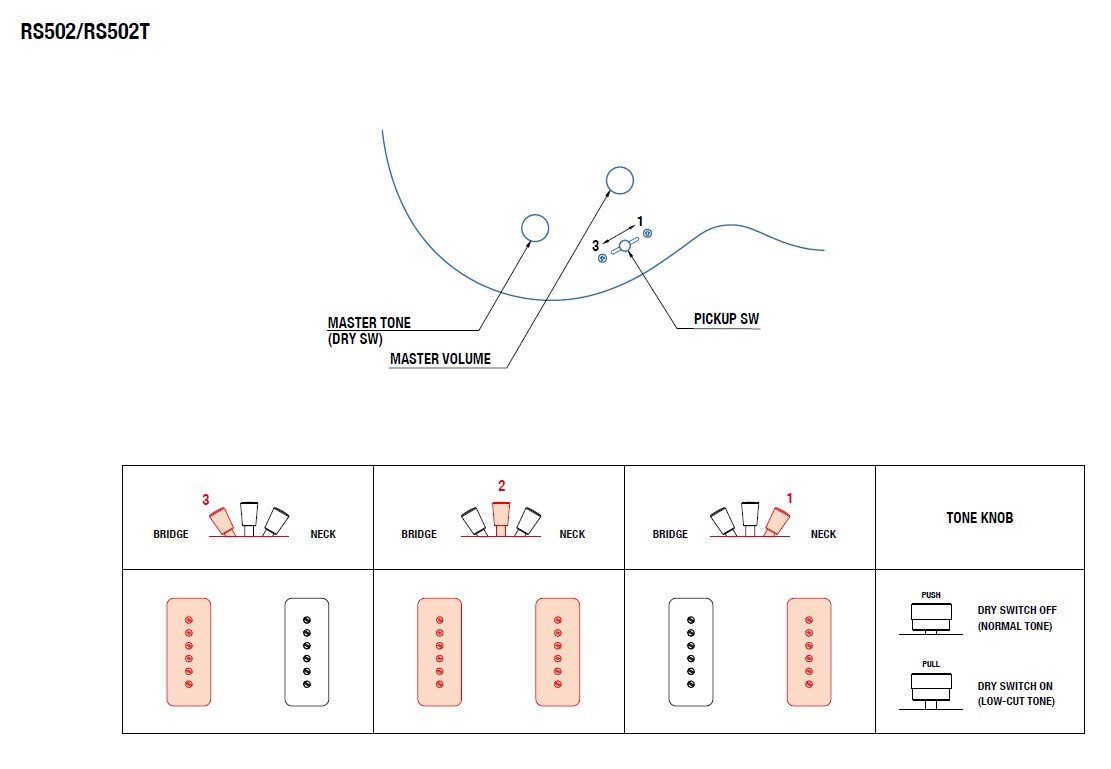 RS502/RS502T
1
3
MASTER TONE
(DRY SW)
PICKUP SW
MASTER VOLUME
3
BRIDGE
NECK
2
BRIDGE
NECK
1
BRIDGE
NECK
TONE KNOB
PUSH
DRY SWITCH OFF
(NORMAL TONE)
PULL
DRY SWITCH ON
(LOW-CUT TONE)